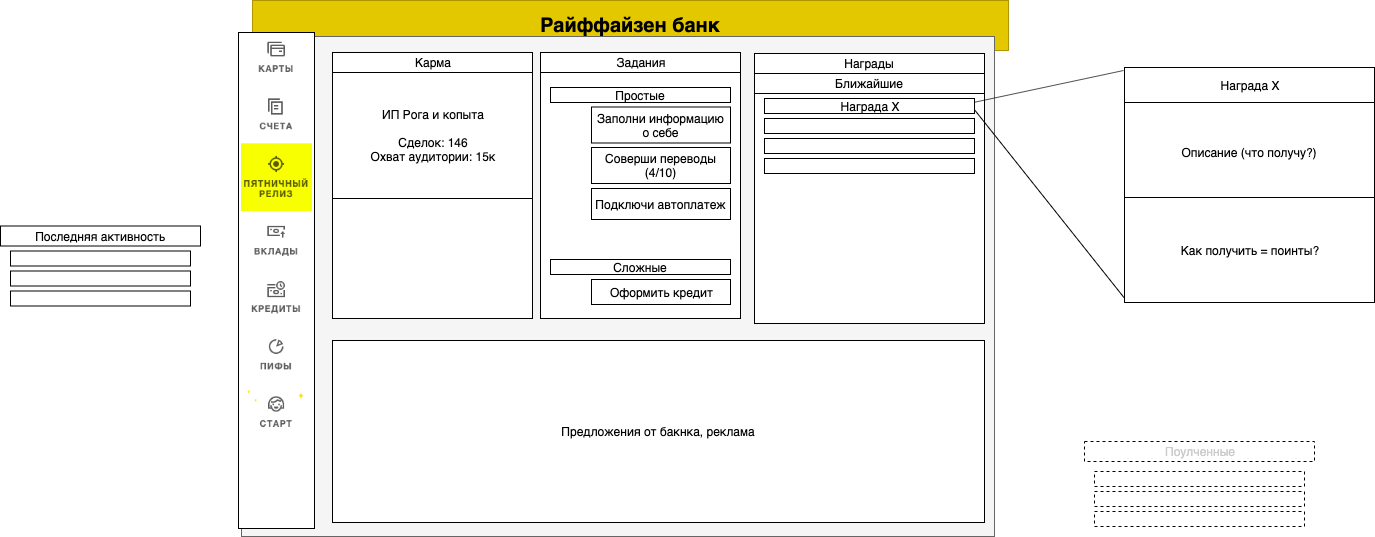 Райффайзен банк
КАРТЫ
СЧЕТА
ПЯТНИЧНЫЙ
РЕЛИЗ
ВКЛАДЫ
КРЕДИТЫ
ПИФЫ
СТАРТ
Последняя активность
Карма
ИП Рога и копыта
Сделок: 146
Охват аудитории: 15к
Задания
Простые
Заполни информацию
о себе
Соверши переводы
(4/10)
Подключи автоплатеж
Сложные
Оформить кредит
Награды
Ближайшие
Награда X
Награда X
Описание (что получу?)
Как получить = поинты?
Предложения от бакнка, реклама
Поулченные